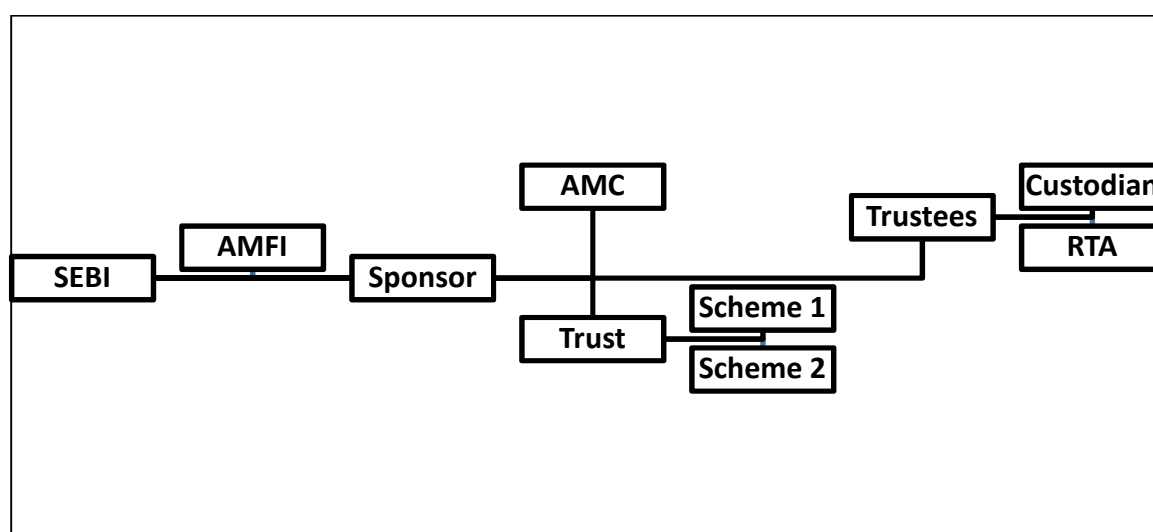 SEBI
AMFI
Sponsor
AMC
Trust
Scheme 1
Scheme 2
Trustees
Custodian
RTA